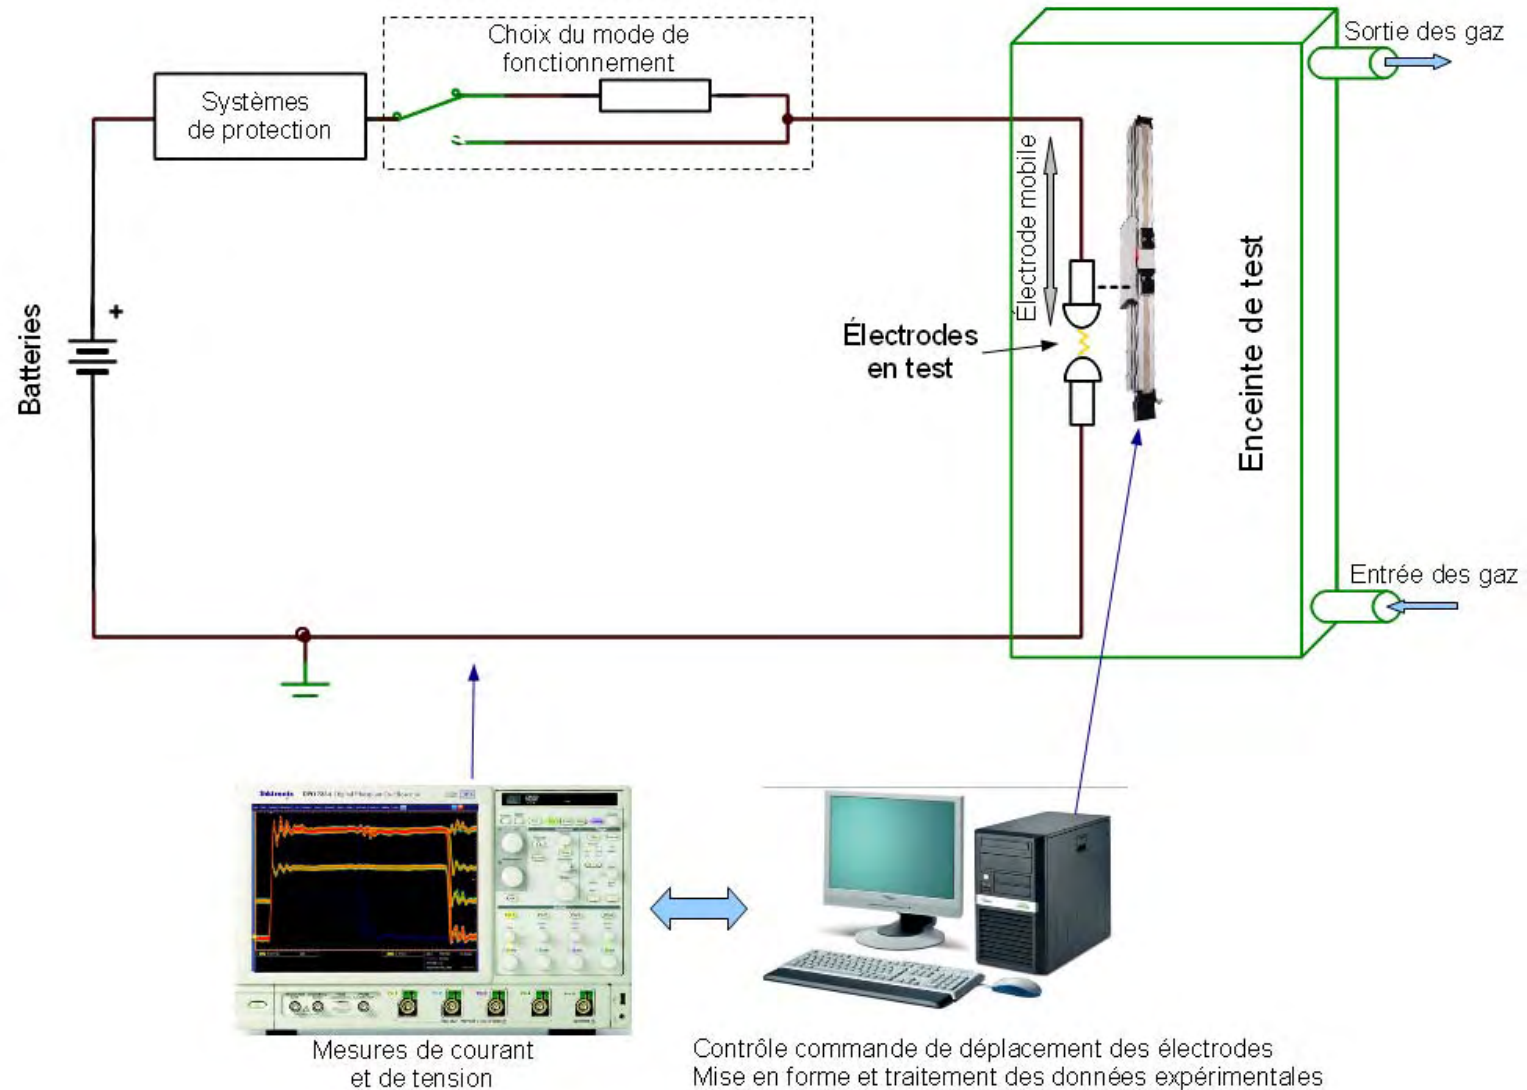 Choix du mode de
fonctionnement
Systèmes
de protection
Sortie des gaz
Électrode mobile
Batteries
+
Électrodes
en test
Enceinte de test
Entrée des gaz
Tektronix
Mesures de courant
et de tension
Contrôle commande de déplacement des électrodes
Mise en forme et traitement des données expérimentales